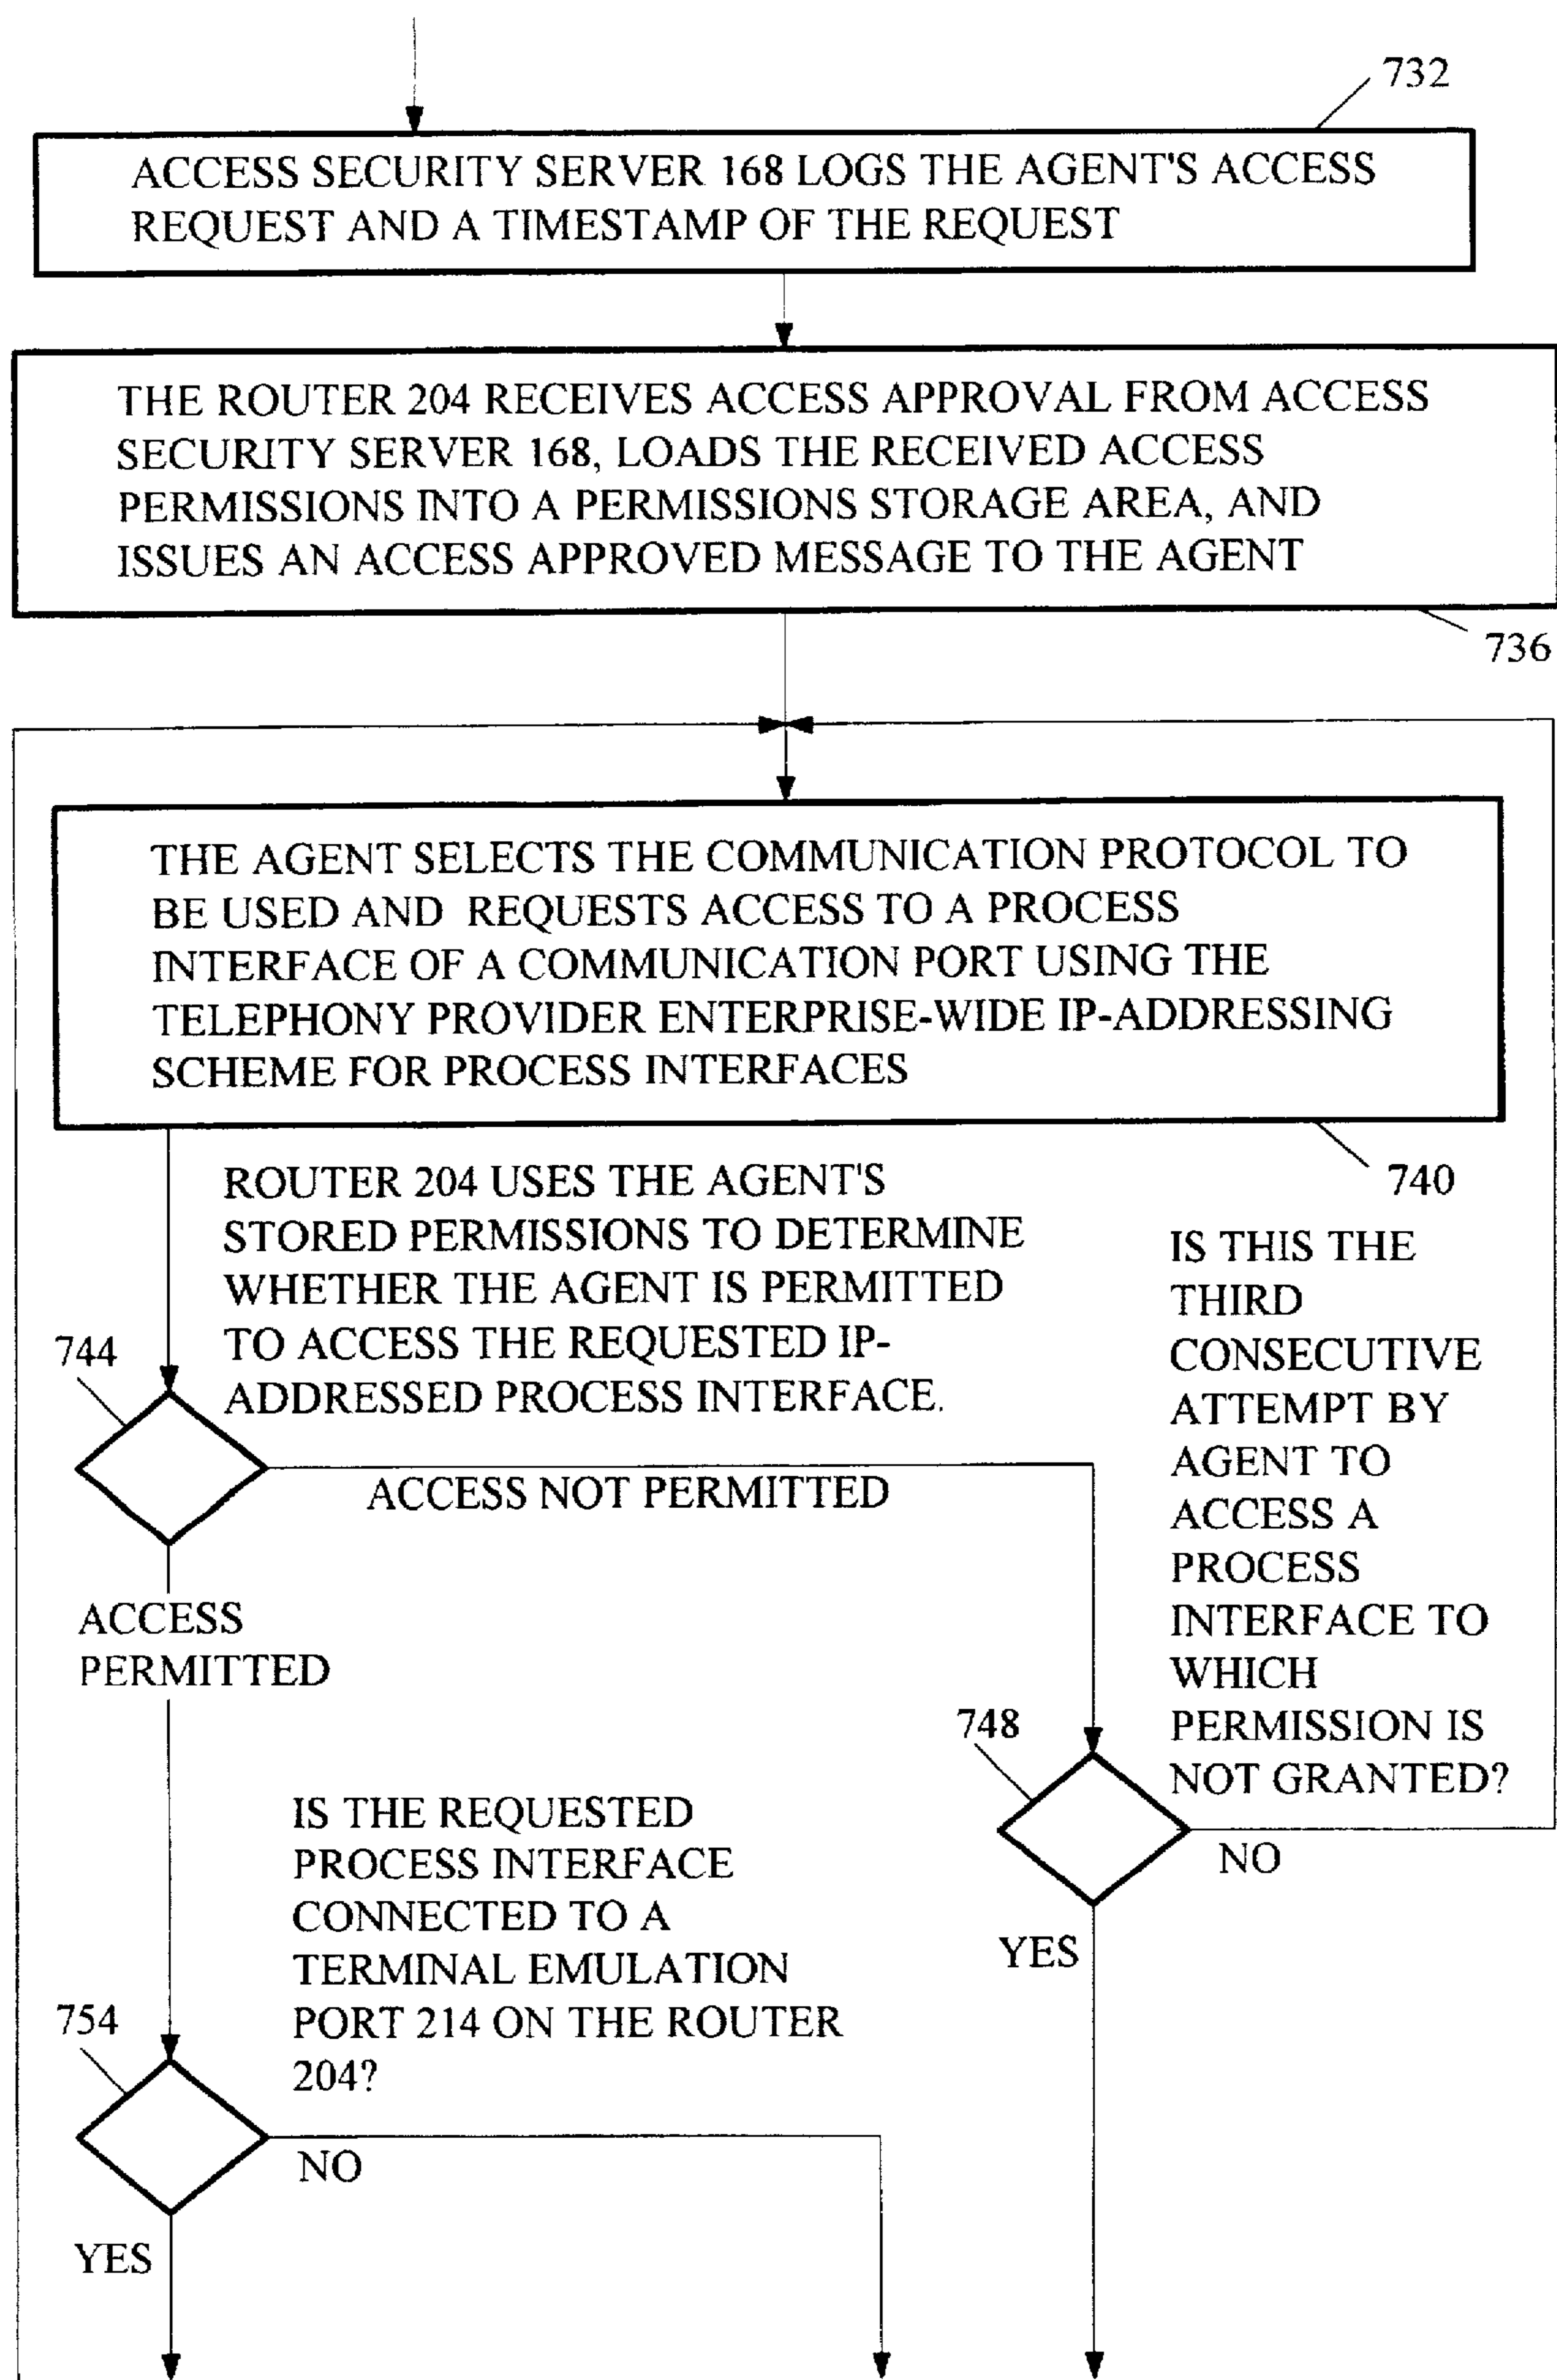 732
ACCESS SECURITY SERVER 168 LOGS THE AGENT'S ACCESS
REQUEST AND A TIMESTAMP OF THE REQUEST
THE ROUTER 204 RECEIVES ACCESS APPROVAL FROM ACCESS
SECURITY SERVER 168, LOADS THE RECEIVED ACCESS
PERMISSIONS INTO A PERMISSIONS STORAGE AREA, AND
ISSUES AN ACCESS APPROVED MESSAGE TO THE AGENT
736
THE AGENT SELECTS THE COMMUNICATION PROTOCOL TO
BE USED AND REQUESTS ACCESS TO A PROCESS
INTERFACE OF A COMMUNICATION PORT USING THE
TELEPHONY PROVIDER ENTERPRISE-WIDE IP-ADDRESSING
SCHEME FOR PROCESS INTERFACES
740
ROUTER 204 USES THE AGENT'S
STORED PERMISSIONS TO DETERMINE
WHETHER THE AGENT IS PERMITTED
TO ACCESS THE REQUESTED IP-
ADDRESSED PROCESS INTERFACE.
744
ACCESS NOT PERMITTED
ACCESS
PERMITTED
IS THIS THE
THIRD
CONSECUTIVE
ATTEMPT BY
AGENT TO
ACCESS A
PROCESS
INTERFACE TO
WHICH
PERMISSION IS
NOT GRANTED?
748
NO
YES
IS THE REQUESTED
PROCESS INTERFACE
CONNECTED TO A
TERMINAL EMULATION
PORT 214 ON THE ROUTER
204?
754
NO
YES